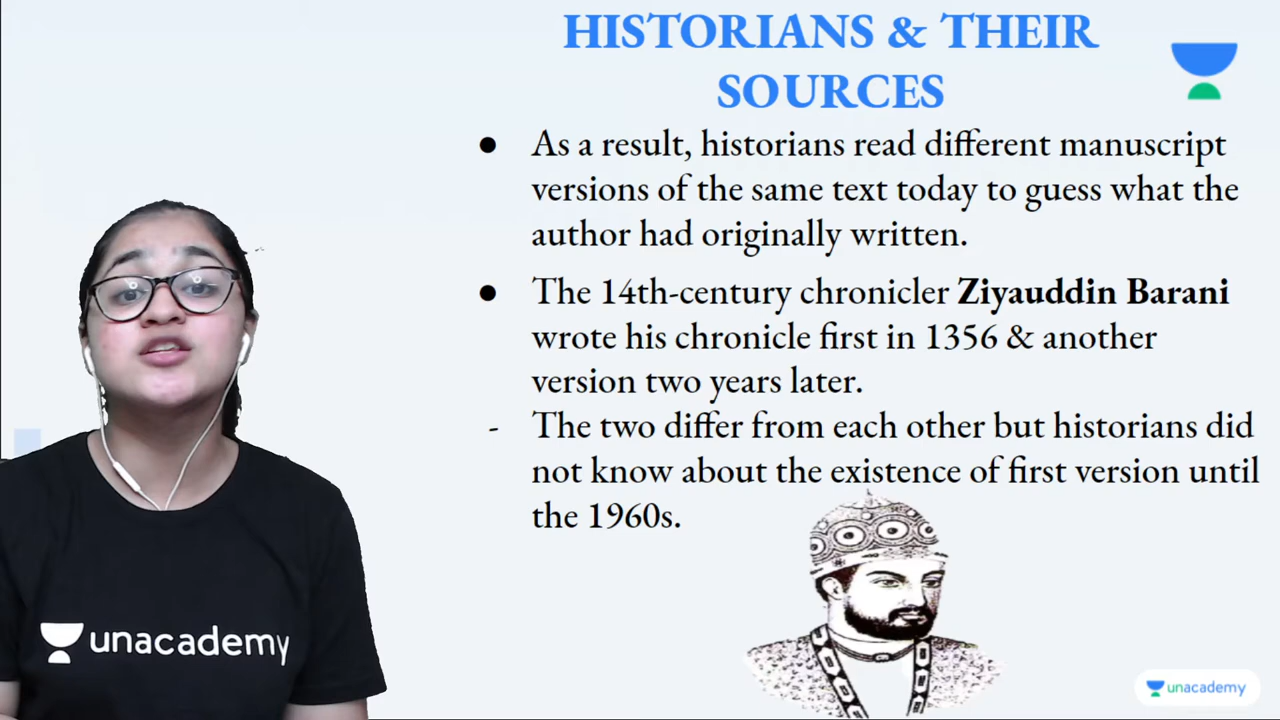 HISTORIANS & THEIR
SOURCES
● As a result, historians read different manuscript
versions of the same text today to guess what the
author had originally written.
● The 14th-century chronicler Ziyauddin Barani
wrote his chronicle first in 1356 & another
version two years later.
- The two differ from each other but historians did
not know about the existence of first version until
the 1960s.
unacademy
unacademy